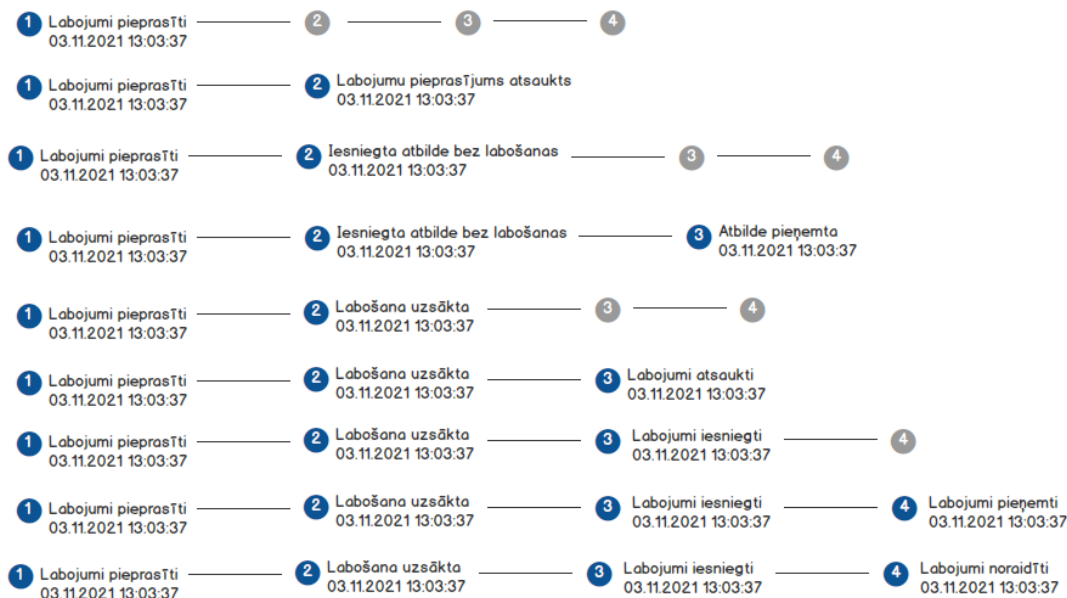 1 Labojumi pieprasīti 2 3 4
03.11.2021 13:03:37
1 Labojumi pieprasīti 2 Labojumu pieprasījums atsaukts
03.11.2021 13:03:37 03.11.2021 13:03:37
1 Labojumi pieprasīti 2 Iesniegta atbilde bez labošanas 3 4
03.11.2021 13:03:37 03.11.2021 13:03:37
1 Labojumi pieprasīti 2 Iesniegta atbilde bez labošanas 3 Atbilde pieņemta
03.11.2021 13:03:37 03.11.2021 13:03:37 03.11.2021 13:03:37
1 Labojumi pieprasīti 2 Labošana uzsākta 3 4
03.11.2021 13:03:37 03.11.2021 13:03:37
1 Labojumi pieprasīti 2 Labošana uzsākta 3 Labojumi atsaukti
03.11.2021 13:03:37 03.11.2021 13:03:37 03.11.2021 13:03:37
1 Labojumi pieprasīti 2 Labošana uzsākta 3 Labojumi iesniegti 4
03.11.2021 13:03:37 03.11.2021 13:03:37 03.11.2021 13:03:37
1 Labojumi pieprasīti 2 Labošana uzsākta 3 Labojumi iesniegti 4 Labojumi pieņemti
03.11.2021 13:03:37 03.11.2021 13:03:37 03.11.2021 13:03:37 03.11.2021 13:03:37
1 Labojumi pieprasīti 2 Labošana uzsākta 3 Labojumi iesniegti 4 Labojumi noraidīti
03.11.2021 13:03:37 03.11.2021 13:03:37 03.11.2021 13:03:37 03.11.2021 13:03:37